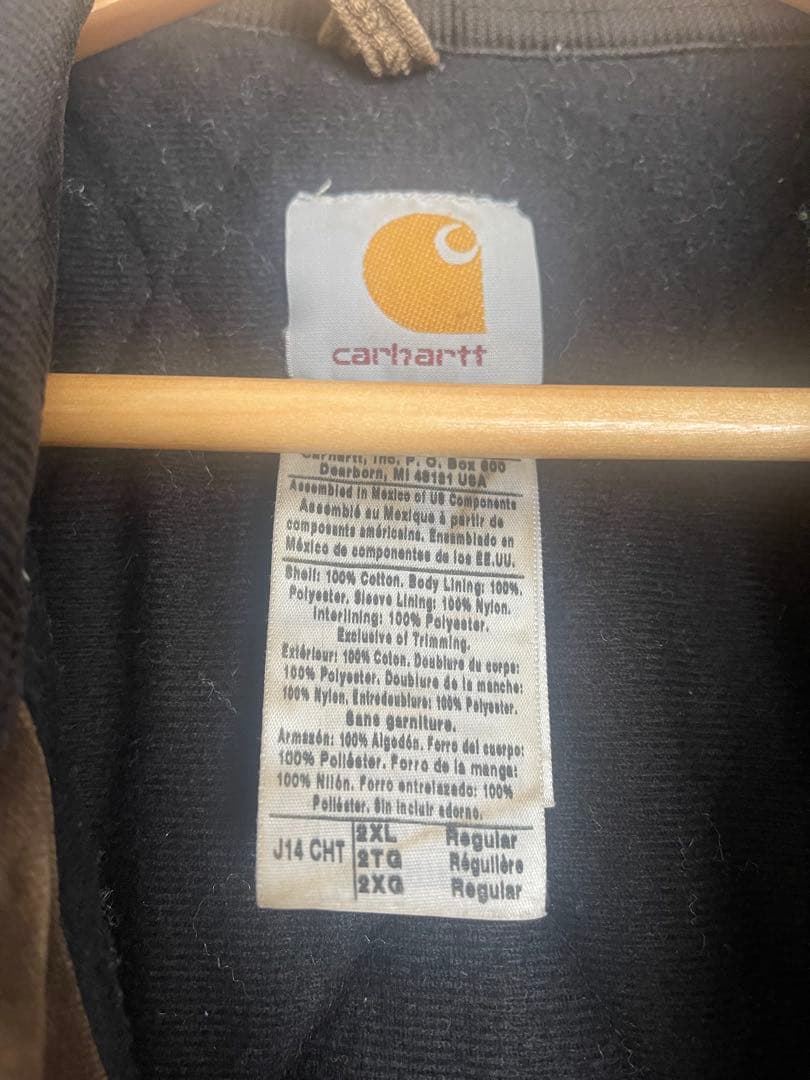 carhartt
Carhartt, Inc. P. O. Box 600
Dearborn, MI 48121 USA
Assembled in Mexico of US Components
Assemblé au Mexique à partir de
composants américains. Ensamblado en
México de componentes de los EE.UU.
Shell: 100% Cotton. Body Lining: 100%.
Polyester. Sleeve Lining: 100% Nylon.
Interlining: 100% Polyester.
Exclusive of Trimming.
Extérieur: 100% Coton. Doublure du corps:
100% Polyester. Doublure de la manche:
100% Nylon. Entredoublure: 100% Polyester.
Sans garniture.
Armazón: 100% Algodón. Forro del cuerpo:
100% Poliéster. Forro de la manga:
100% Nilón. Forro entrelazado: 100%
Poliéster. Sin incluir adorno.
J14 CHT
2XL Regular
2TG Régulière
2XG Regular